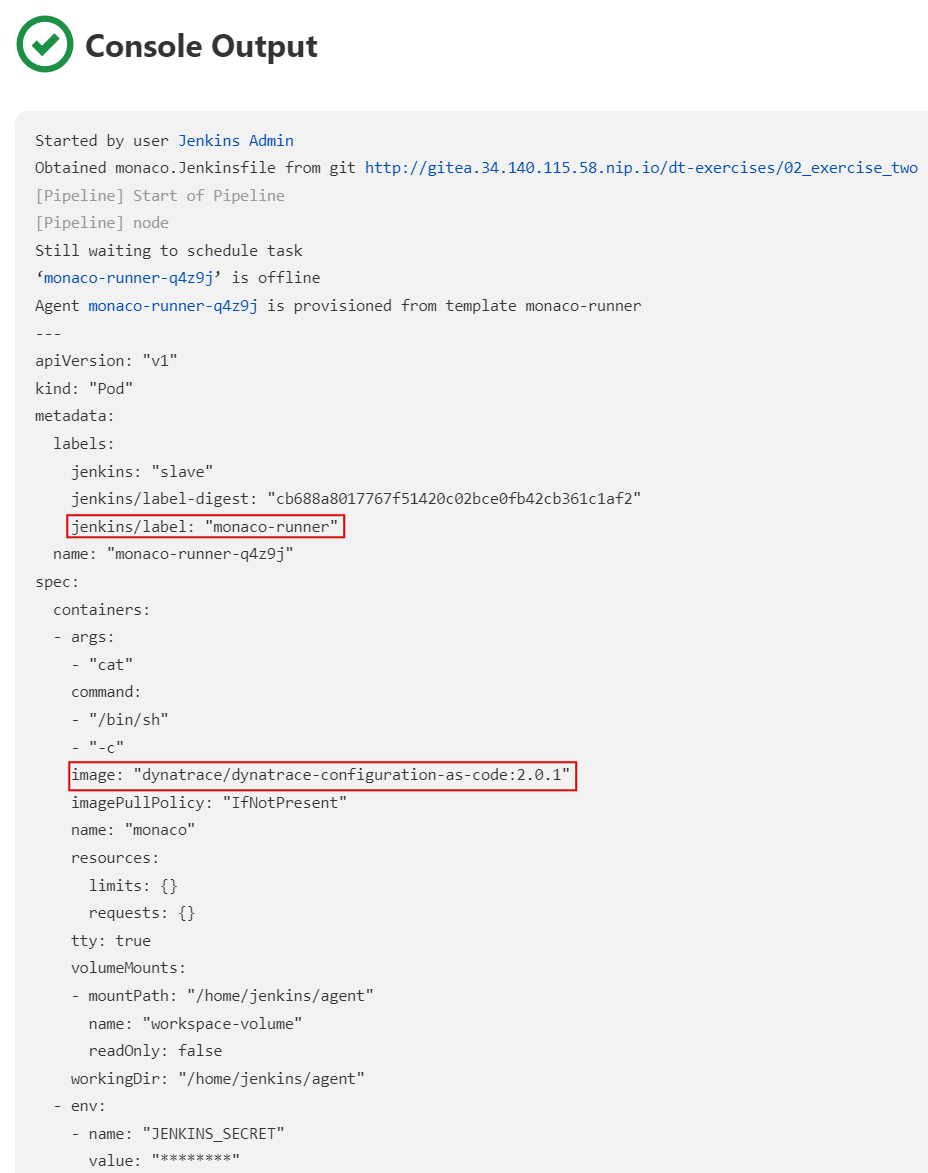 Console Output
Started by user Jenkins Admin
Obtained monaco.Jenkinsfile from git http://gitea.34.140.115.58.nip.io/dt-exercises/02_exercise_two
[Pipeline] Start of Pipeline
[Pipeline] node
Still waiting to schedule task
‘monaco-runner-q4z9j’ is offline
Agent monaco-runner-q4z9j is provisioned from template monaco-runner
---
apiVersion: "v1"
kind: "Pod"
metadata:
  labels:
    jenkins: "slave"
    jenkins/label-digest: "cb688a8017767f51420c02bce0fb42cb361c1af2"
    jenkins/label: "monaco-runner"
  name: "monaco-runner-q4z9j"
spec:
  containers:
  - args:
    - "cat"
    command:
    - "/bin/sh"
    - "-c"
    image: "dynatrace/dynatrace-configuration-as-code:2.0.1"
    imagePullPolicy: "IfNotPresent"
    name: "monaco"
    resources:
      limits: {}
      requests: {}
    tty: true
    volumeMounts:
    - mountPath: "/home/jenkins/agent"
      name: "workspace-volume"
      readOnly: false
    workingDir: "/home/jenkins/agent"
  - env:
    - name: "JENKINS_SECRET"
      value: "********"